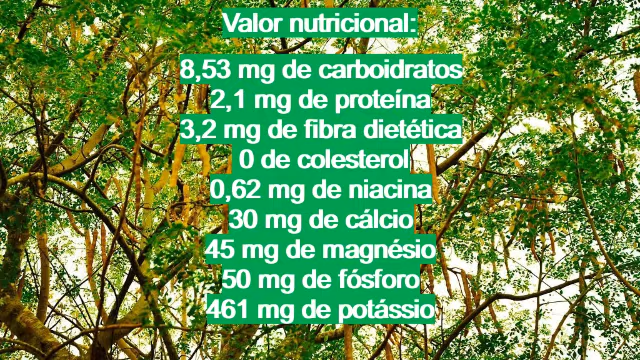 Valor nutricional:
8,53 mg de carboidratos
2,1 mg de proteína
3,2 mg de fibra dietética
0 de colesterol
0,62 mg de niacina
30 mg de cálcio
45 mg de magnésio
50 mg de fósforo
461 mg de potássio